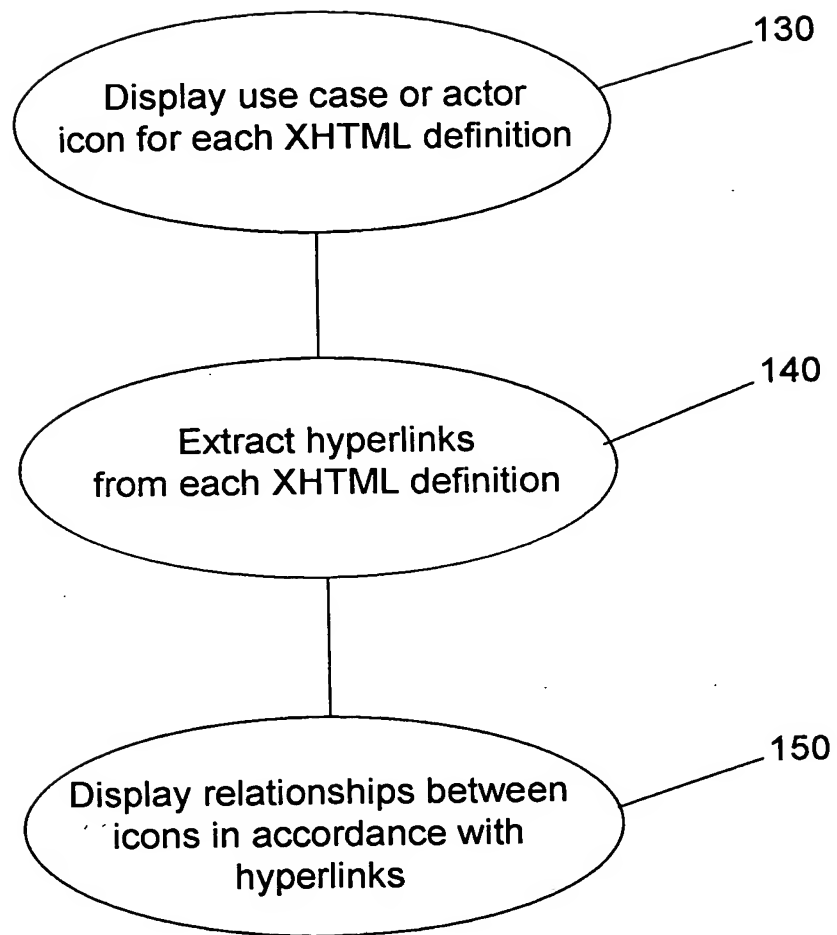 130
Display use case or actor
icon for each XHTML definition
140
Extract hyperlinks
from each XHTML definition
150
Display relationships between
icons in accordance with
hyperlinks